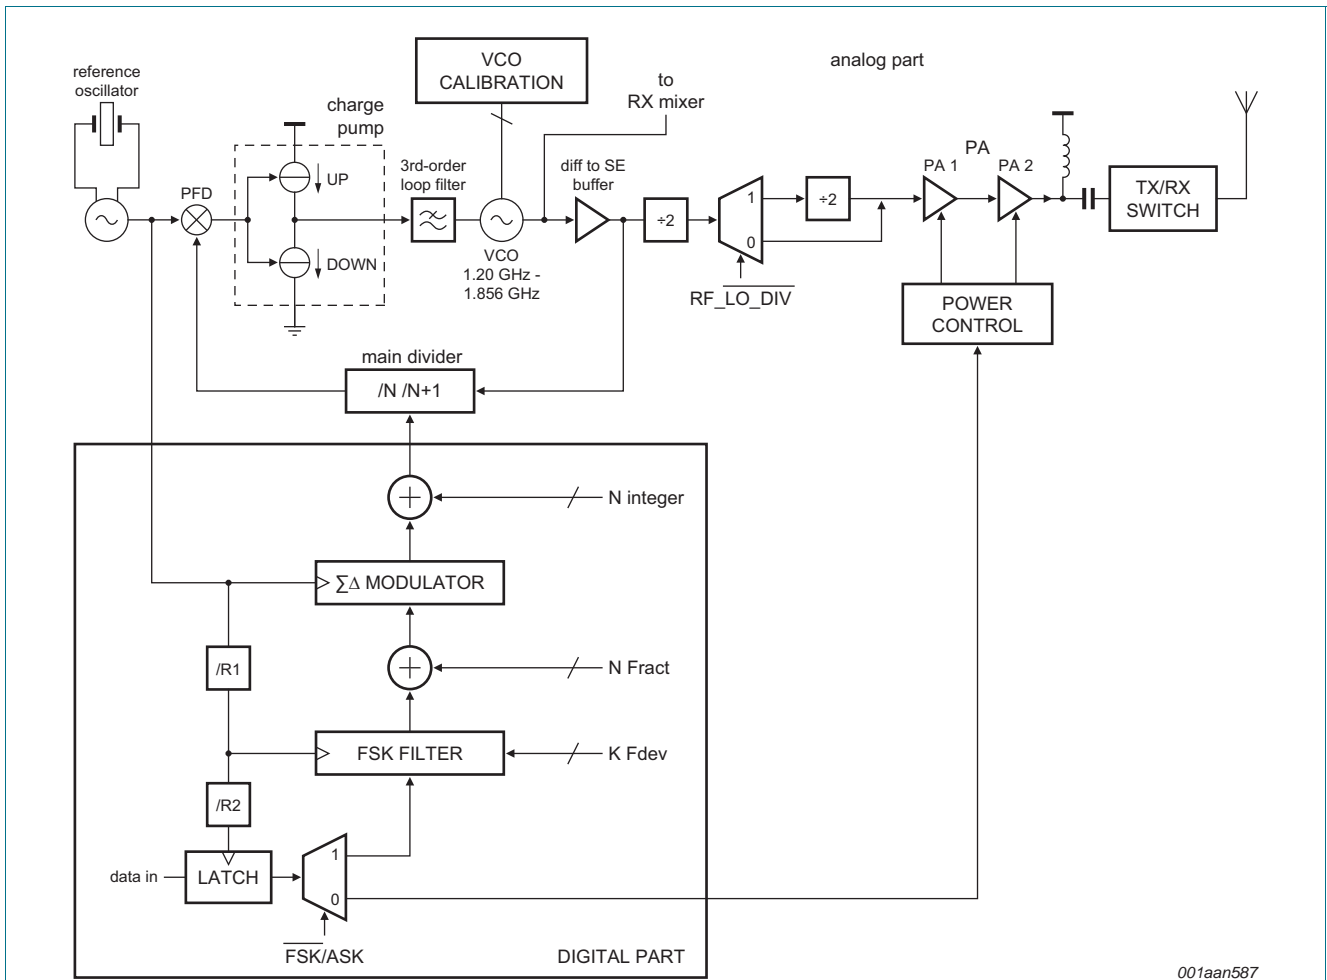 analog part
reference
oscillator
VCO
CALIBRATION
to
RX mixer
charge
pump
PFD
UP
DOWN
3rd-order
loop filter
VCO
1.20 GHz -
1.856 GHz
diff to SE
buffer
÷2
1
0
RF_LO_DIV
÷2
PA
PA 1
PA 2
TX/RX
SWITCH
POWER
CONTROL
main divider
/N /N+1
N integer
∑∆ MODULATOR
/R1
N Fract
FSK FILTER
K Fdev
/R2
data in
LATCH
1
0
FSK/ASK
DIGITAL PART
001aan587